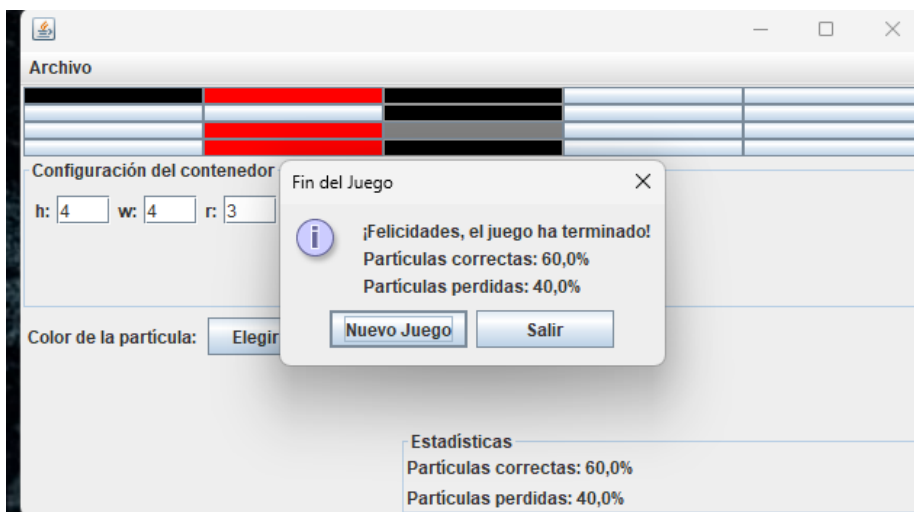 Archivo
Configuración del contenedor
h: 4 w: 4 r: 3
Fin del Juego
¡Felicidades, el juego ha terminado!
Partículas correctas: 60,0%
Partículas perdidas: 40,0%
Nuevo Juego Salir
Color de la partícula: Elegir
Estadísticas
Partículas correctas: 60,0%
Partículas perdidas: 40,0%